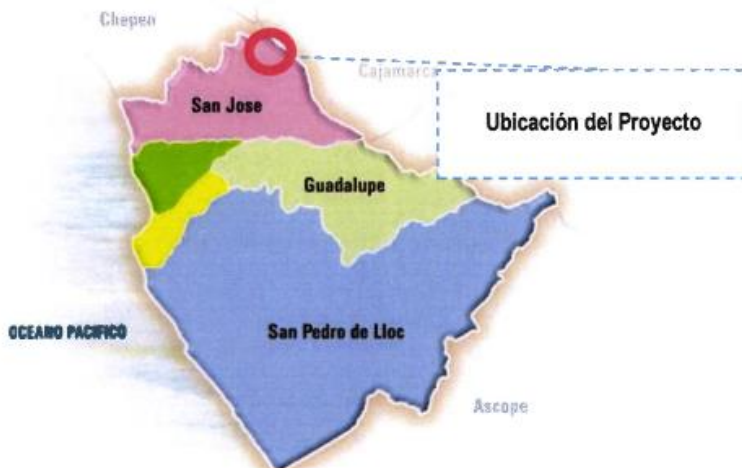 Chepen
Cajamarca
San Jose
Ubicación del Proyecto
Guadalupe
OCEANO PACIFICO
San Pedro de Lloc
Ascope